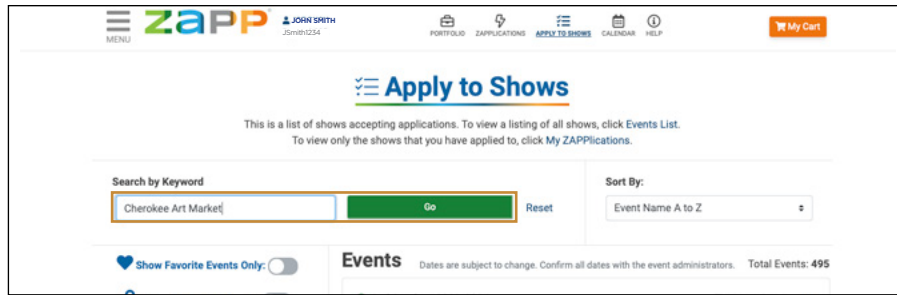 MENU
zapp
JOHN SMITH
JSmith1234
PORTFOLIO
ZAPPLICATIONS
APPLY TO SHOWS
CALENDAR
HELP
My Cart
Apply to Shows
This is a list of shows accepting applications. To view a listing of all shows, click Events List.
To view only the shows that you have applied to, click My ZAPPlications.
Search by Keyword
Cherokee Art Market
Go
Reset
Sort By:
Event Name A to Z
Show Favorite Events Only:
Events
Dates are subject to change. Confirm all dates with the event administrators.
Total Events: 495